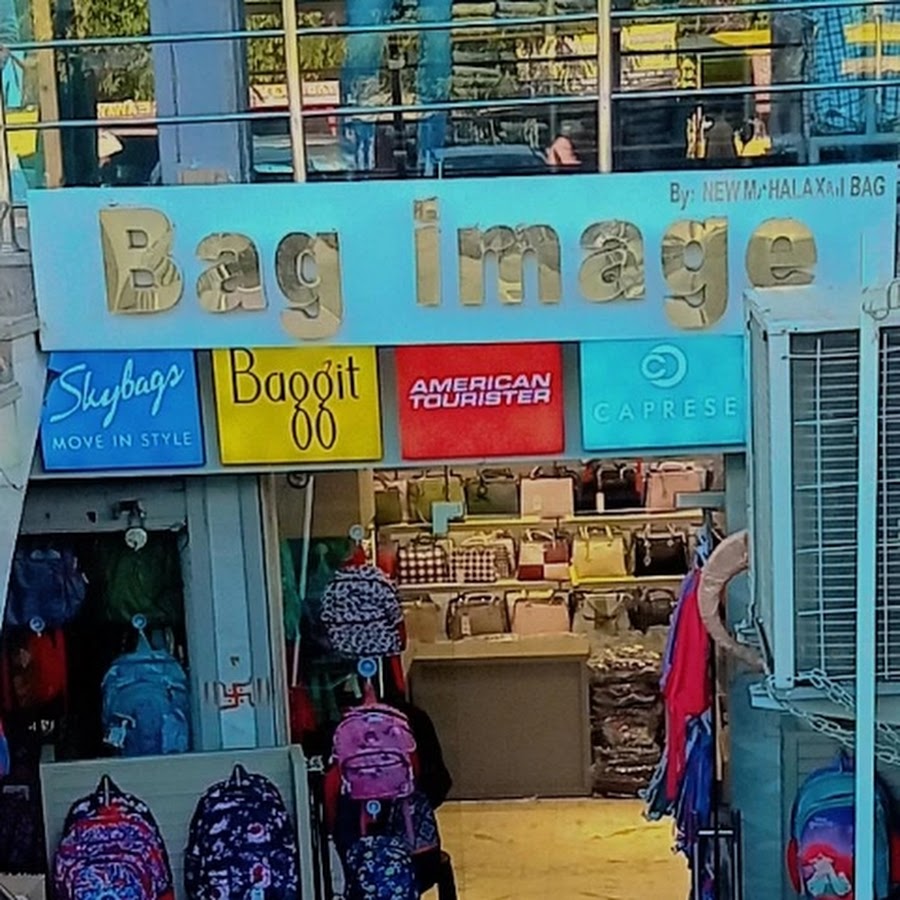 By: NEW MAHALAXMI BAG
Bag image
Skybags
MOVE IN STYLE
Baggit
AMERICAN
TOURISTER
CAPRESE